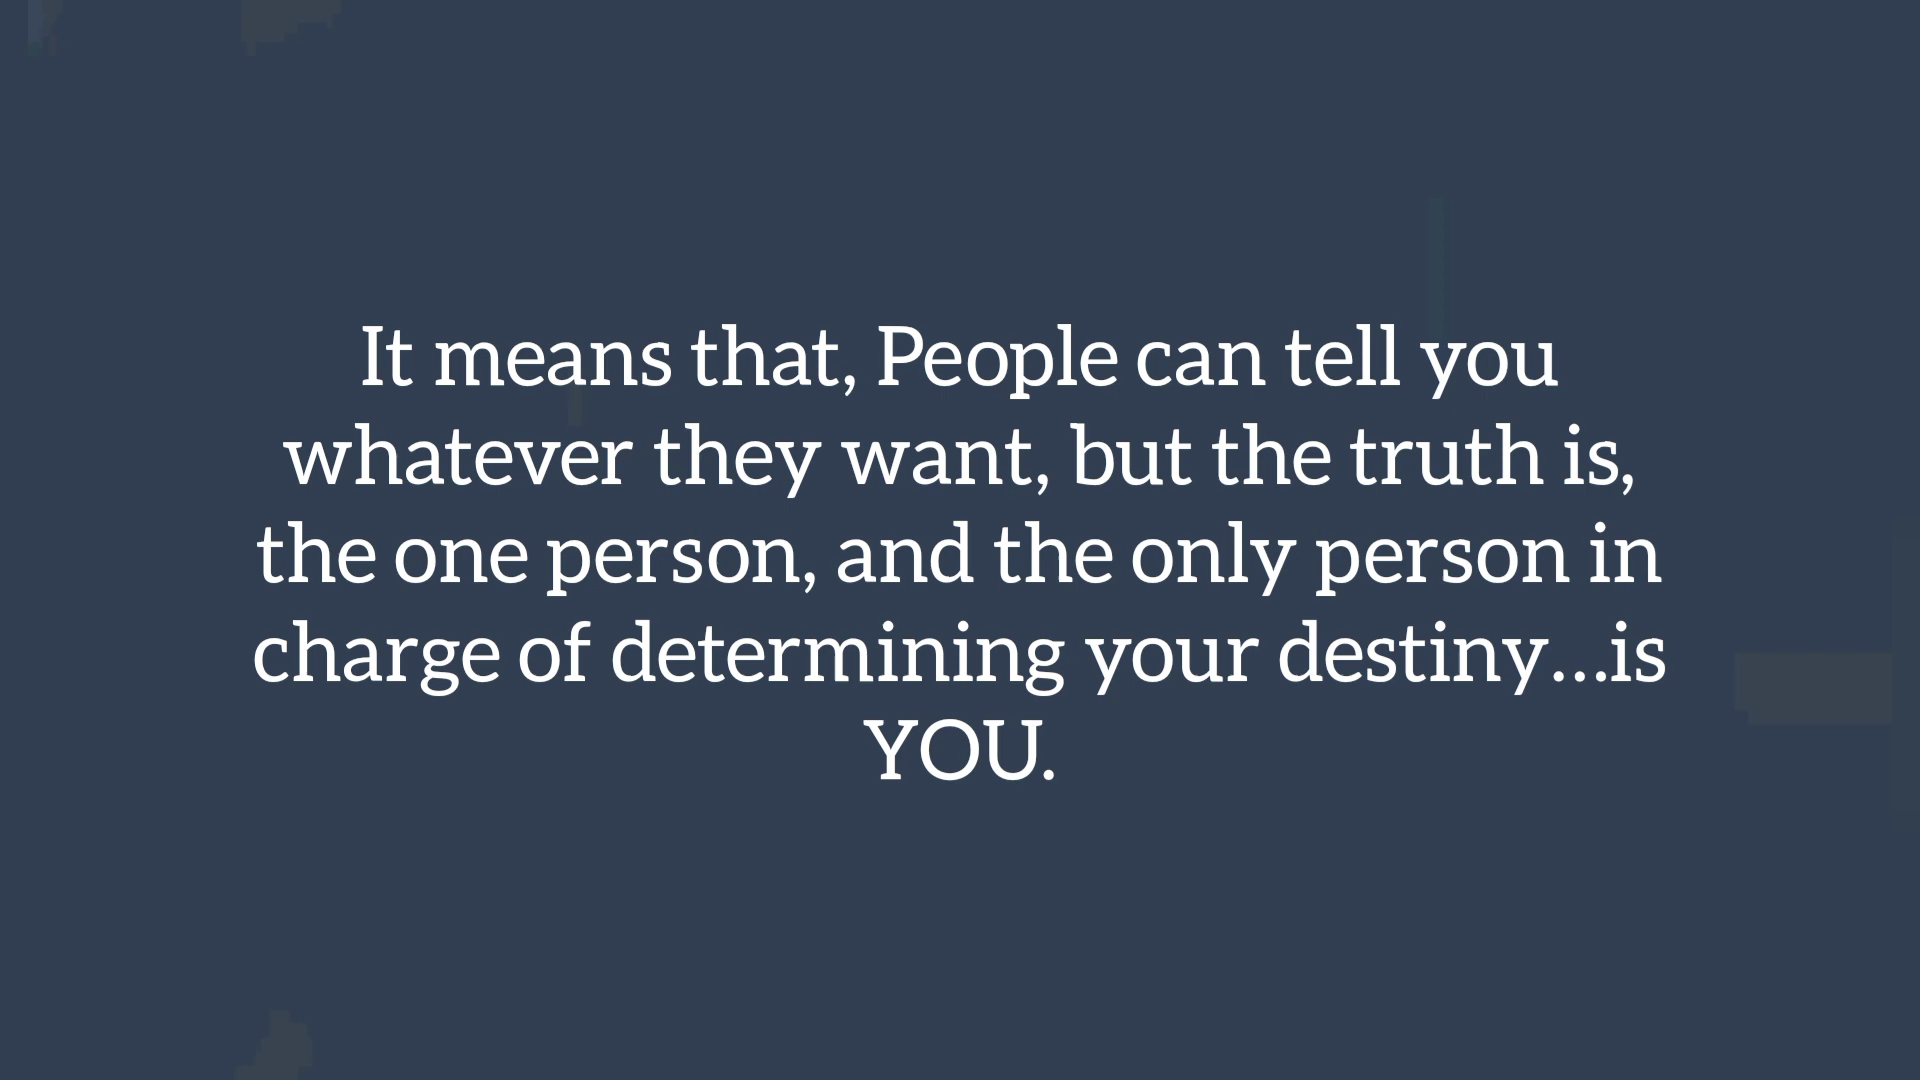 It means that, People can tell you
whatever they want, but the truth is,
the one person, and the only person in
charge of determining your destiny...is
YOU.